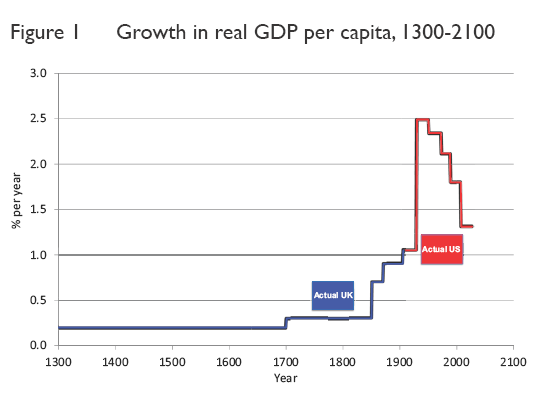 Figure 1 Growth in real GDP per capita, 1300-2100
3.0
2.5
2.0
1.5
1.0
0.5
0.0
% per year
Actual UK
Actual US
1300 1400 1500 1600 1700 1800 1900 2000 2100
Year